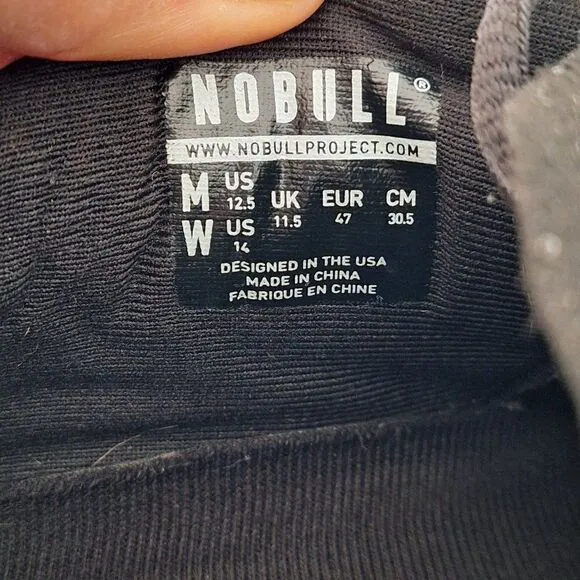 NOBULL®
WWW.NOBULLPROJECT.COM
M US 12.5 UK 11.5 EUR 47 CM 30.5
W US 14
DESIGNED IN THE USA
MADE IN CHINA
FABRIQUE EN CHINE